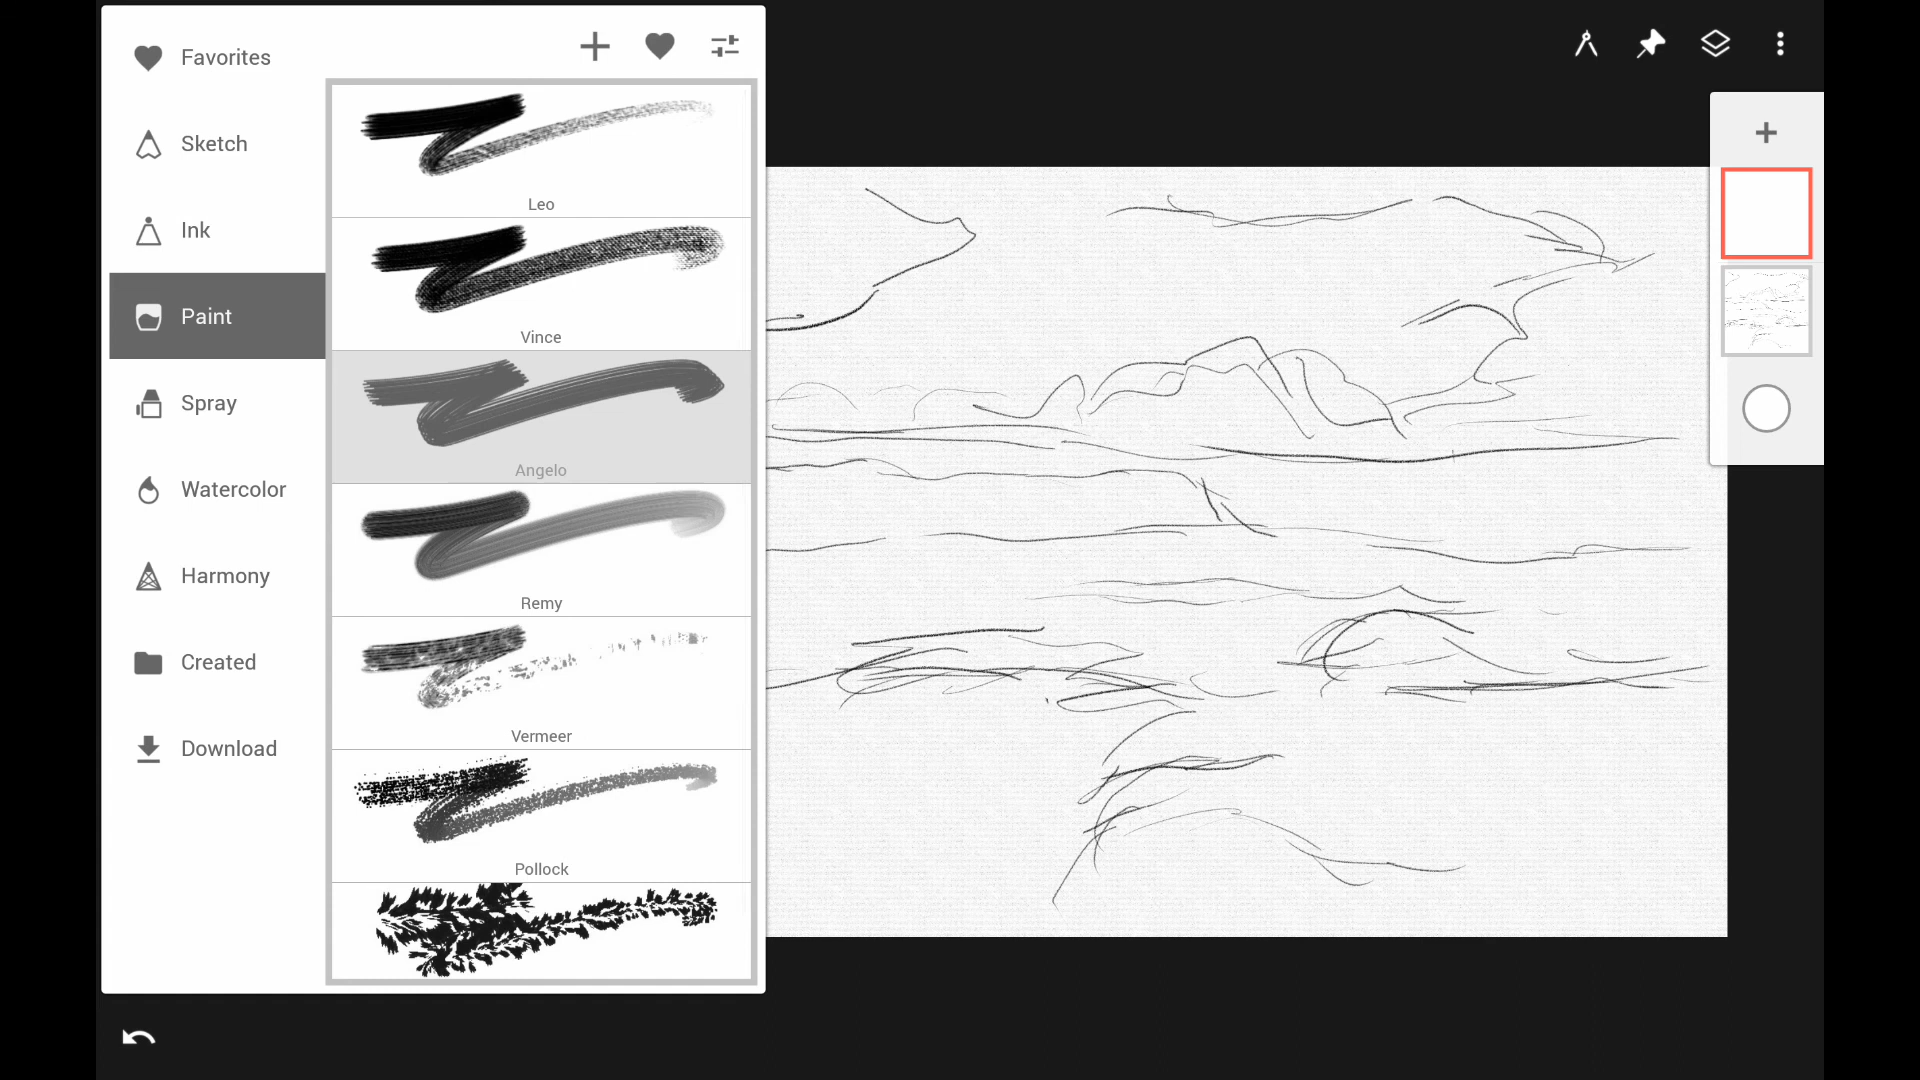 Favorites
Sketch
Ink
Paint
Spray
Watercolor
Harmony
Created
Download
Leo
Vince
Angelo
Remy
Vermeer
Pollock